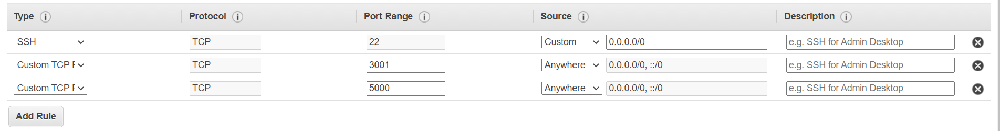 Type Protocol Port Range Source Description
SSH TCP 22 Custom 0.0.0.0/0 e.g. SSH for Admin Desktop
Custom TCP F TCP 3001 Anywhere 0.0.0.0/0, ::/0 e.g. SSH for Admin Desktop
Custom TCP F TCP 5000 Anywhere 0.0.0.0/0, ::/0 e.g. SSH for Admin Desktop
Add Rule